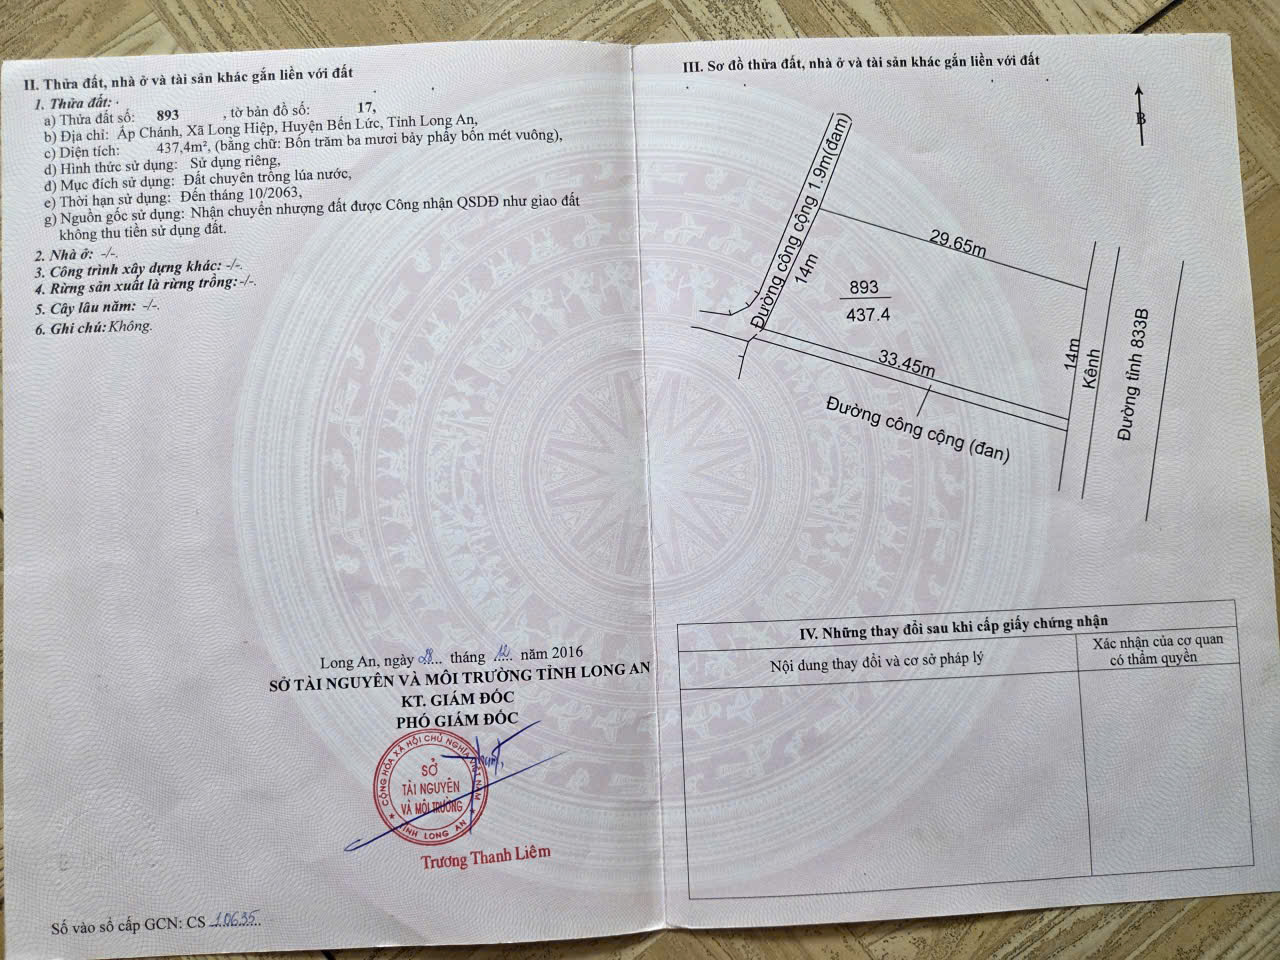 II. Thửa đất, nhà ở và tài sản khác gắn liền với đất
1. Thửa đất:
a) Thửa đất số: 893 , tờ bản đồ số: 17,
b) Địa chỉ: Ấp Chánh, Xã Long Hiệp, Huyện Bến Lức, Tỉnh Long An,
c) Diện tích: 437,4m², (bằng chữ: Bốn trăm ba mươi bảy phẩy bốn mét vuông),
d) Hình thức sử dụng: Sử dụng riêng,
đ) Mục đích sử dụng: Đất chuyên trồng lúa nước,
e) Thời hạn sử dụng: Đến tháng 10/2063,
g) Nguồn gốc sử dụng: Nhận chuyển nhượng đất được Công nhận QSDĐ như giao đất
không thu tiền sử dụng đất.
2. Nhà ở: -/-.
3. Công trình xây dựng khác: -/-.
4. Rừng sản xuất là rừng trồng: -/-.
5. Cây lâu năm: -/-.
6. Ghi chú: Không.
Long An, ngày 28 tháng 12 năm 2016
SỞ TÀI NGUYÊN VÀ MÔI TRƯỜNG TỈNH LONG AN
KT. GIÁM ĐỐC
PHÓ GIÁM ĐỐC
CỘNG HÒA XÃ HỘI CHỦ NGHĨA VIỆT NAM
SỞ
TÀI NGUYÊN
VÀ MÔI TRƯỜNG
TỈNH LONG AN
Trương Thanh Liêm
Số vào sổ cấp GCN: CS 10635
III. Sơ đồ thửa đất, nhà ở và tài sản khác gắn liền với đất
B
Đường công cộng 1.9m(đam)
14m
29.65m
893
437.4
33.45m
14m
Kênh
Đường tỉnh 833B
Đường công cộng (đan)
IV. Những thay đổi sau khi cấp giấy chứng nhận
Nội dung thay đổi và cơ sở pháp lý
Xác nhận của cơ quan
có thẩm quyền